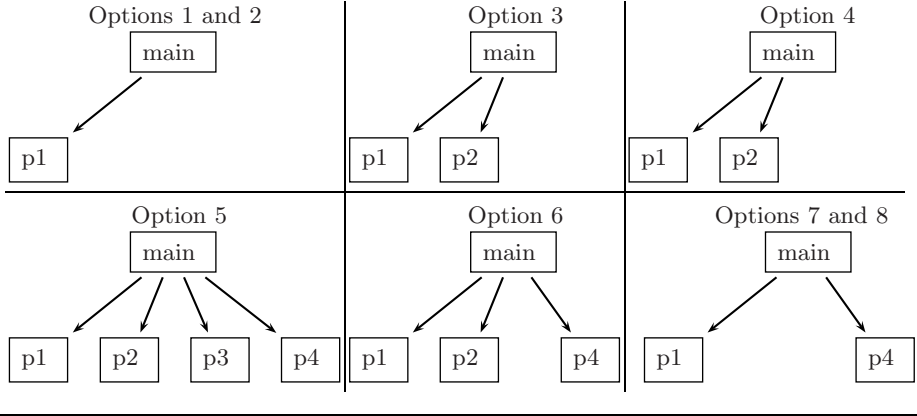 Options 1 and 2
main
p1
Option 3
main
p1
p2
Option 4
main
p1
p2
Option 5
main
p1
p2
p3
p4
Option 6
main
p1
p2
p4
Options 7 and 8
main
p1
p4